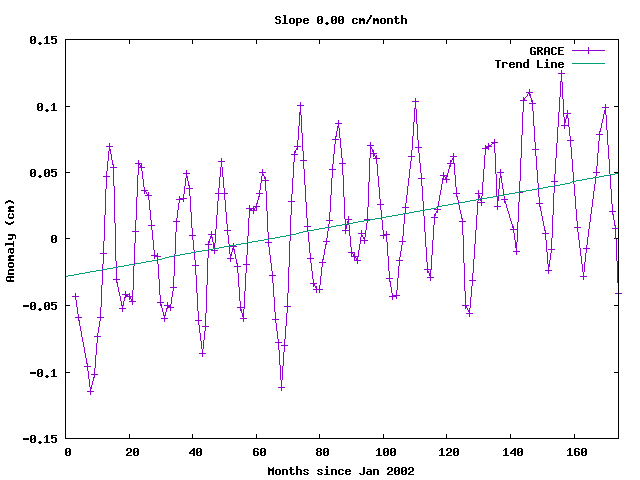 Slope 0.00 cm/month
GRACE
Trend Line
0.15
0.1
0.05
0
-0.05
-0.1
-0.15
Anomaly (cm)
0 20 40 60 80 100 120 140 160
Months since Jan 2002